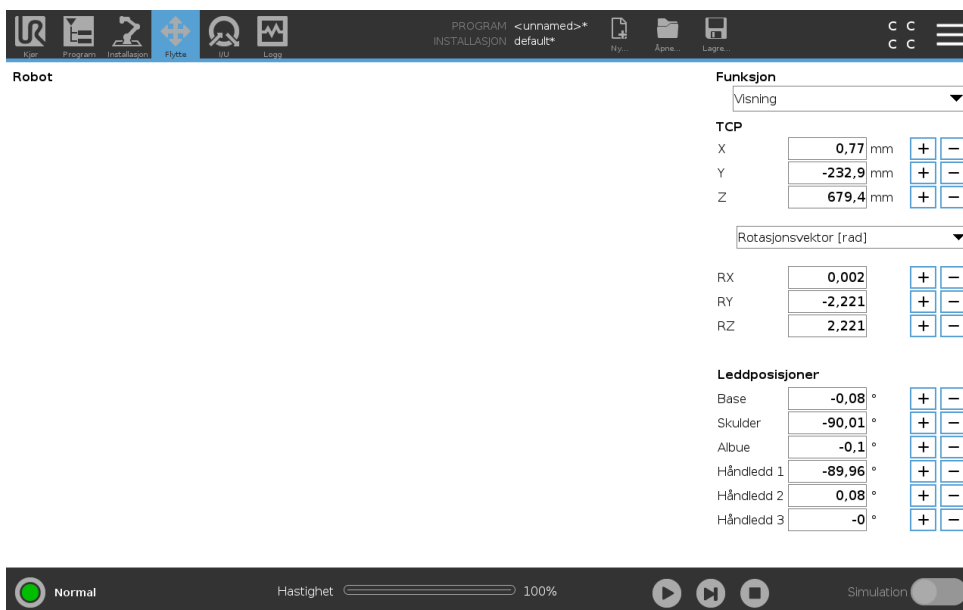 PROGRAM <unnamed>*
INSTALLASJON default*
Kjør Program Installasjon Flytte I/U Logg Ny... Åpne... Lagre...
C C
C C
Robot
Funksjon
Visning
TCP
X 0,77 mm + −
Y -232,9 mm + −
Z 679,4 mm + −
Rotasjonsvektor [rad]
RX 0,002 + −
RY -2,221 + −
RZ 2,221 + −
Leddposisjoner
Base -0,08 ° + −
Skulder -90,01 ° + −
Albue -0,1 ° + −
Håndledd 1 -89,96 ° + −
Håndledd 2 0,08 ° + −
Håndledd 3 -0 ° + −
Normal Hastighet 100% Simulation